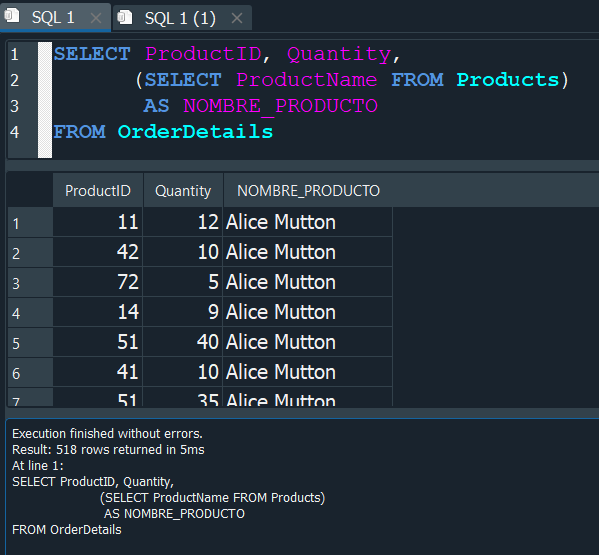 SQL 1 SQL 1 (1)
1 SELECT ProductID, Quantity,
2 (SELECT ProductName FROM Products)
3 AS NOMBRE_PRODUCTO
4 FROM OrderDetails
ProductID Quantity NOMBRE_PRODUCTO
1 11 12 Alice Mutton
2 42 10 Alice Mutton
3 72 5 Alice Mutton
4 14 9 Alice Mutton
5 51 40 Alice Mutton
6 41 10 Alice Mutton
7 51 35 Alice Mutton
Execution finished without errors.
Result: 518 rows returned in 5ms
At line 1:
SELECT ProductID, Quantity,
(SELECT ProductName FROM Products)
AS NOMBRE_PRODUCTO
FROM OrderDetails